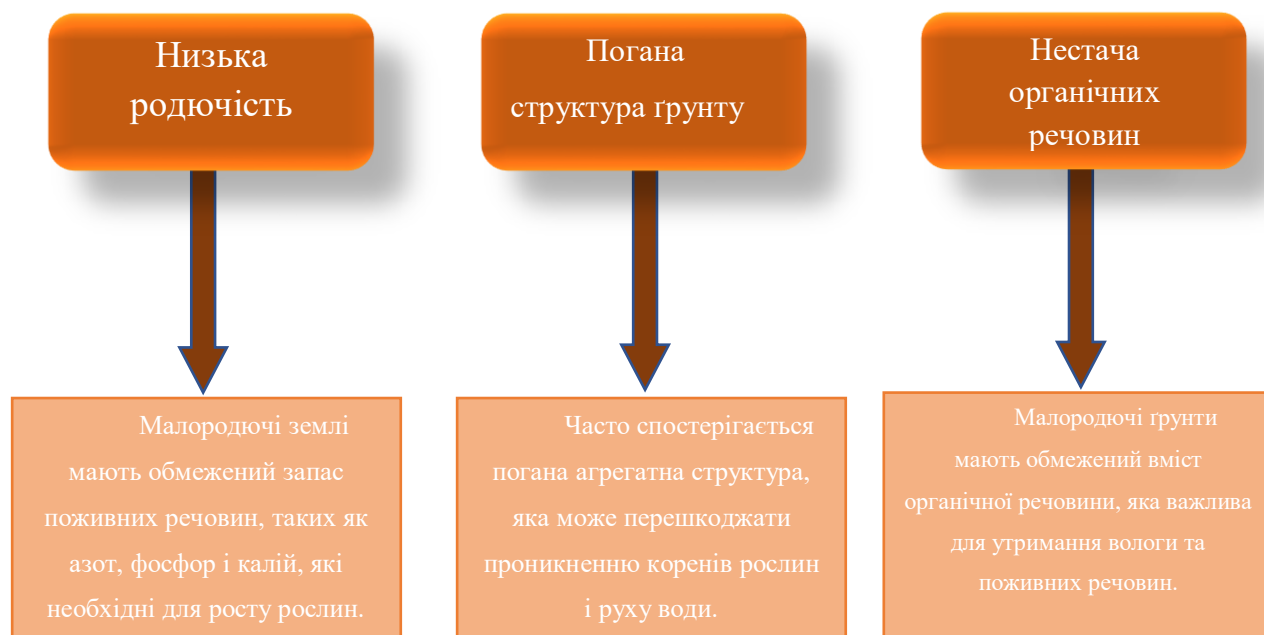 Низька
родючість
Погана
структура ґрунту
Нестача
органічних
речовин
Малородючі землі
мають обмежений запас
поживних речовин, таких як
азот, фосфор і калій, які
необхідні для росту рослин.
Часто спостерігається
погана агрегатна структура,
яка може перешкоджати
проникненню коренів рослин
і руху води.
Малородючі ґрунти
мають обмежений вміст
органічної речовини, яка важлива
для утримання вологи та
поживних речовин.